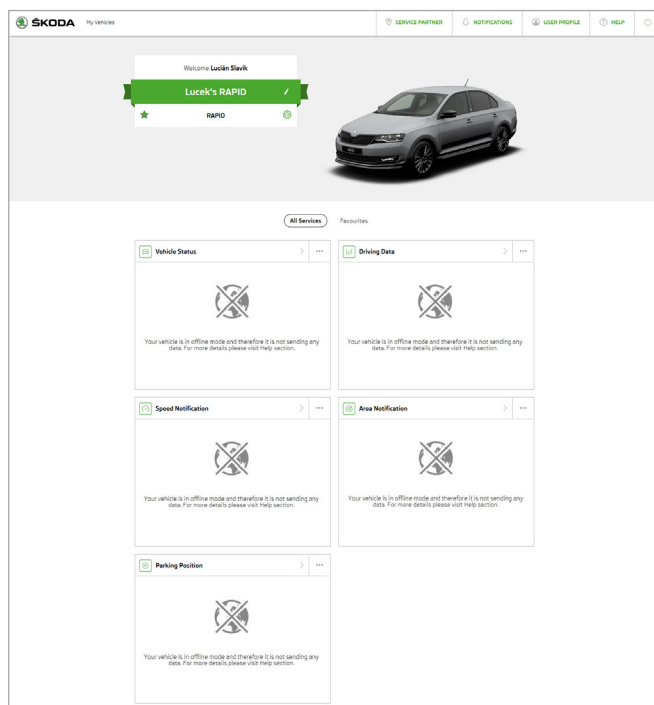 ŠKODA My Vehicles SERVICE PARTNER NOTIFICATIONS USER PROFILE HELP
Welcome Lucián Slavík
Lucek's RAPID
RAPID
All Services Favourites
Vehicle Status
Your vehicle is in offline mode and therefore it is not sending any
data. For more details please visit Help section.
Driving Data
Your vehicle is in offline mode and therefore it is not sending any
data. For more details please visit Help section.
Speed Notification
Your vehicle is in offline mode and therefore it is not sending any
data. For more details please visit Help section.
Area Notification
Your vehicle is in offline mode and therefore it is not sending any
data. For more details please visit Help section.
Parking Position
Your vehicle is in offline mode and therefore it is not sending any
data. For more details please visit Help section.